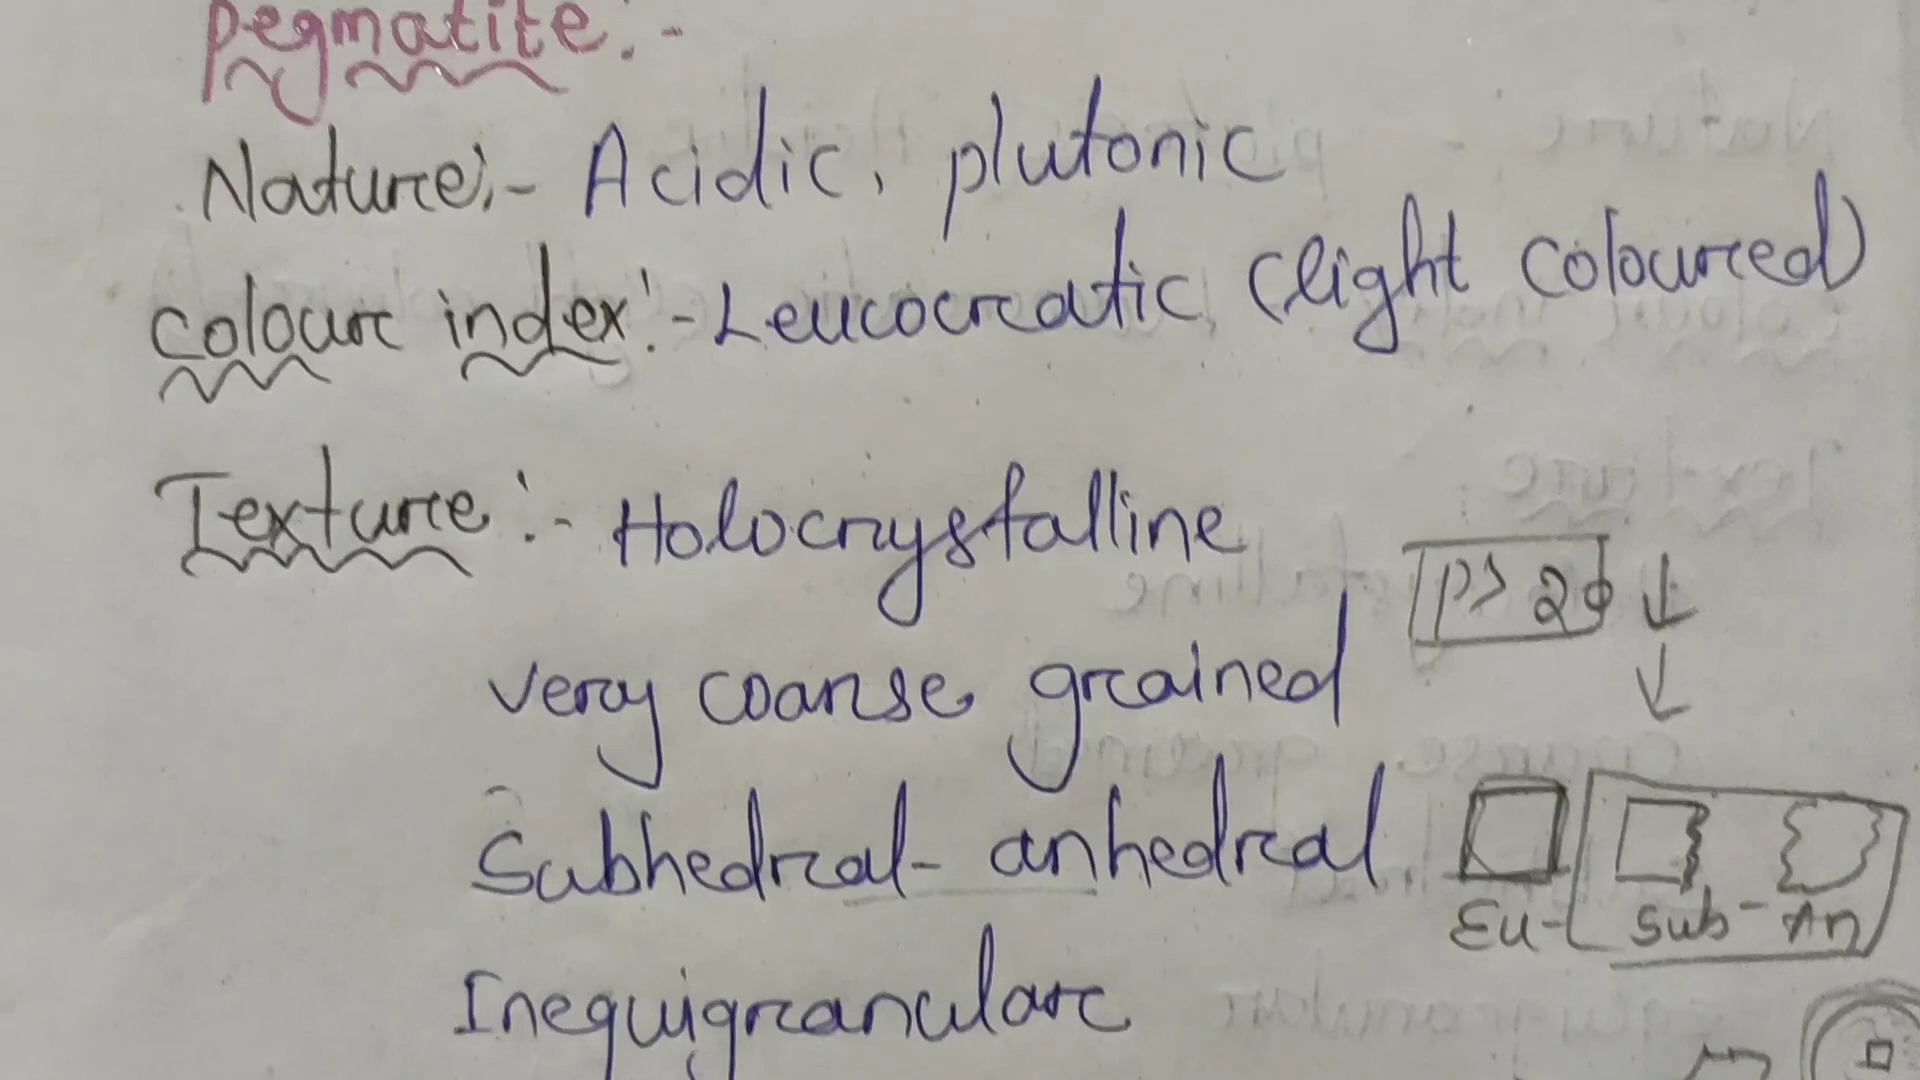 Pegmatite:-
Nature:- Acidic, plutonic
colour index:- Leucocratic (light coloured)
Texture:- Holocrystalline
very coarse grained
Subhedral- anhedral
Eu- Sub- An
Inequigranular